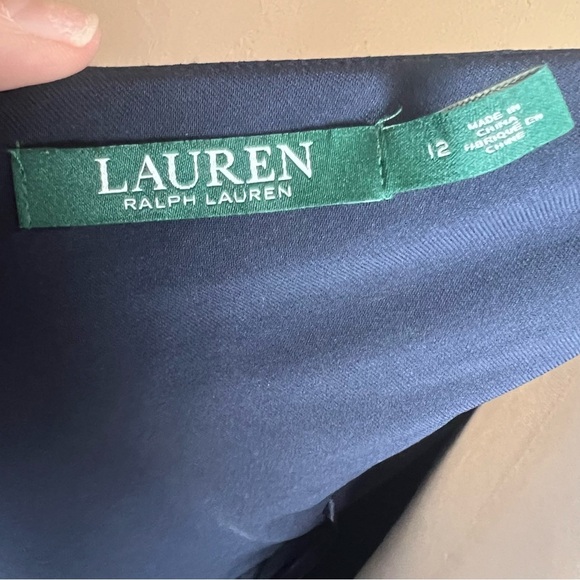 LAUREN
RALPH LAUREN
12
MADE IN
CHINA
FABRIQUÉ EN
CHINE